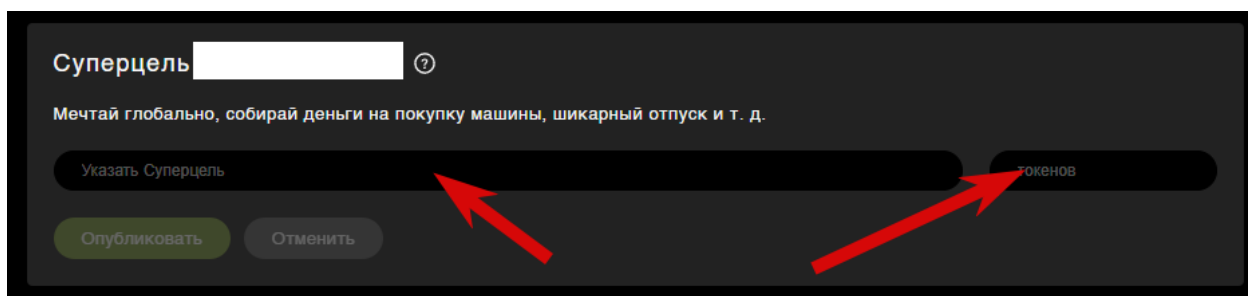 Суперцель ?
Мечтай глобально, собирай деньги на покупку машины, шикарный отпуск и т. д.
Указать Суперцель токенов
Опубликовать Отменить